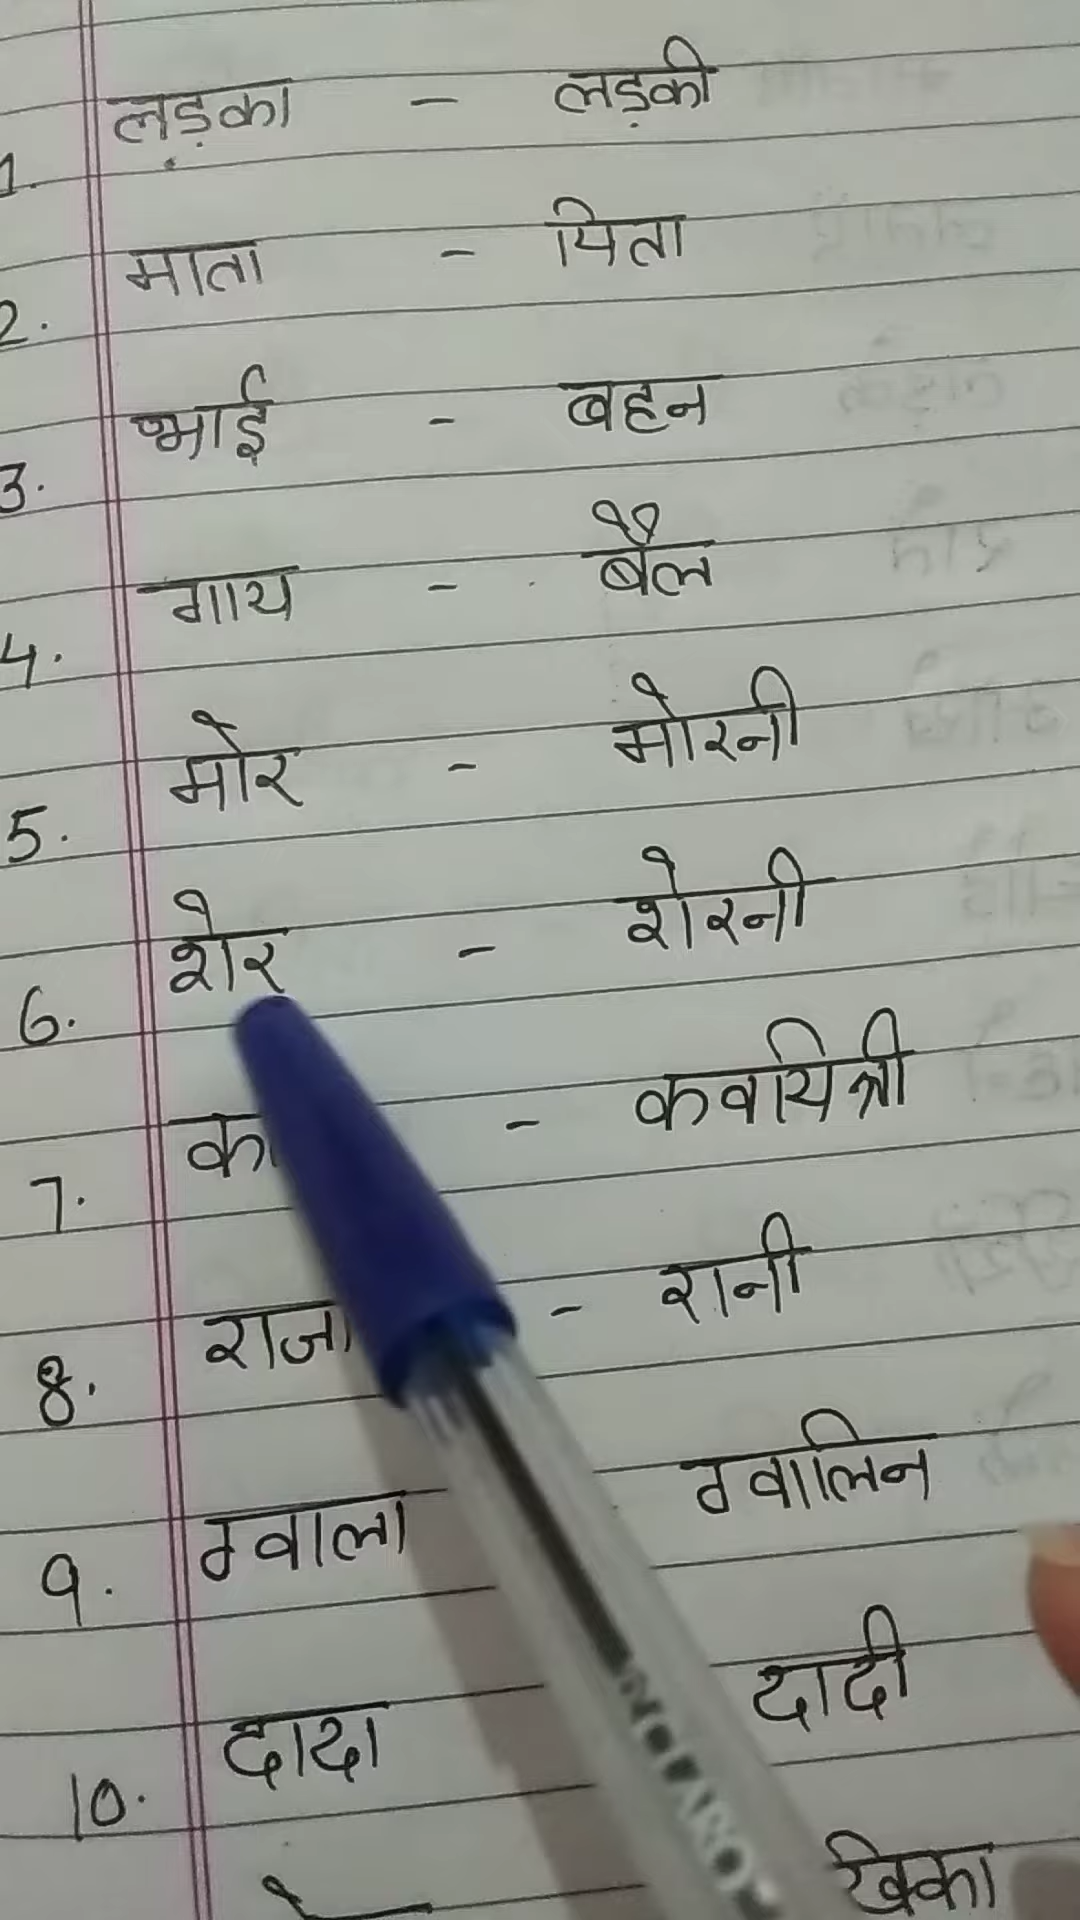 1. लड़का - लड़की
2. माता - पिता
3. भाई - बहन
4. गाय - बैल
5. मोर - मोरनी
6. शेर - शेरनी
7. - कवयित्री
8. राजा - रानी
9. ग्वाला ग्वालिन
10. दादा दादी